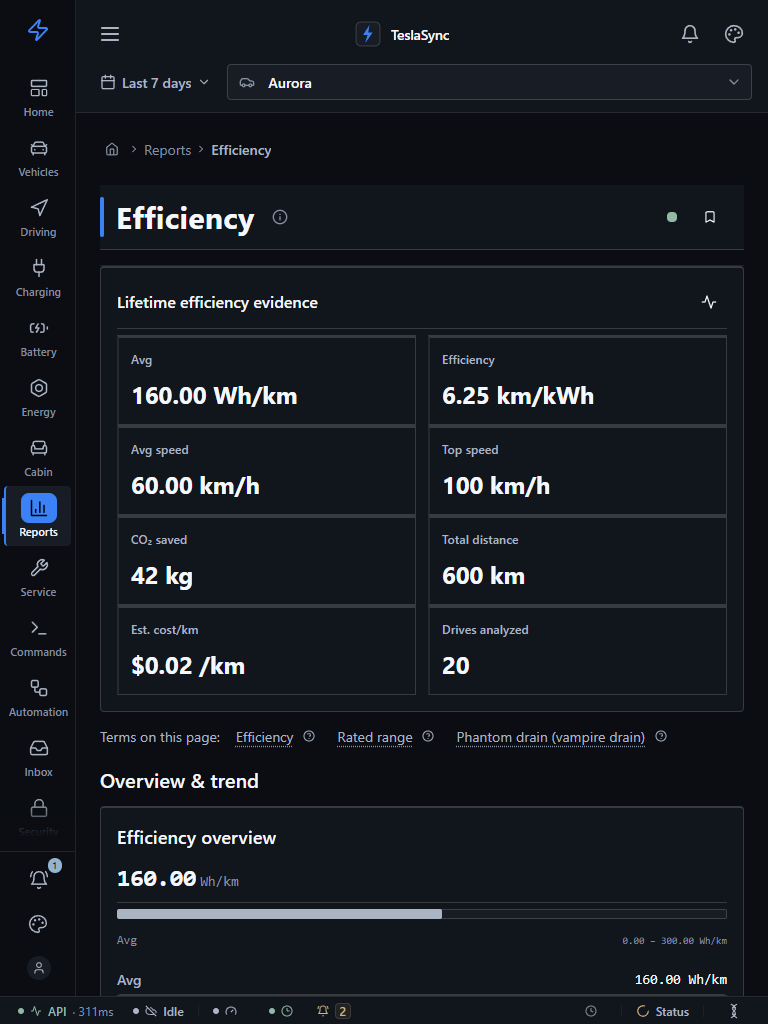 TeslaSync
Last 7 days
Aurora
Home
Vehicles
Driving
Charging
Battery
Energy
Cabin
Reports
Service
Commands
Automation
Inbox
Security
1
Reports
Efficiency
Efficiency
Lifetime efficiency evidence
Avg
160.00 Wh/km
Efficiency
6.25 km/kWh
Avg speed
60.00 km/h
Top speed
100 km/h
CO₂ saved
42 kg
Total distance
600 km
Est. cost/km
$0.02 /km
Drives analyzed
20
Terms on this page: Efficiency Rated range Phantom drain (vampire drain)
Overview & trend
Efficiency overview
160.00 Wh/km
Avg 0.00 – 300.00 Wh/km
Avg 160.00 Wh/km
API · 311ms Idle 2 Status